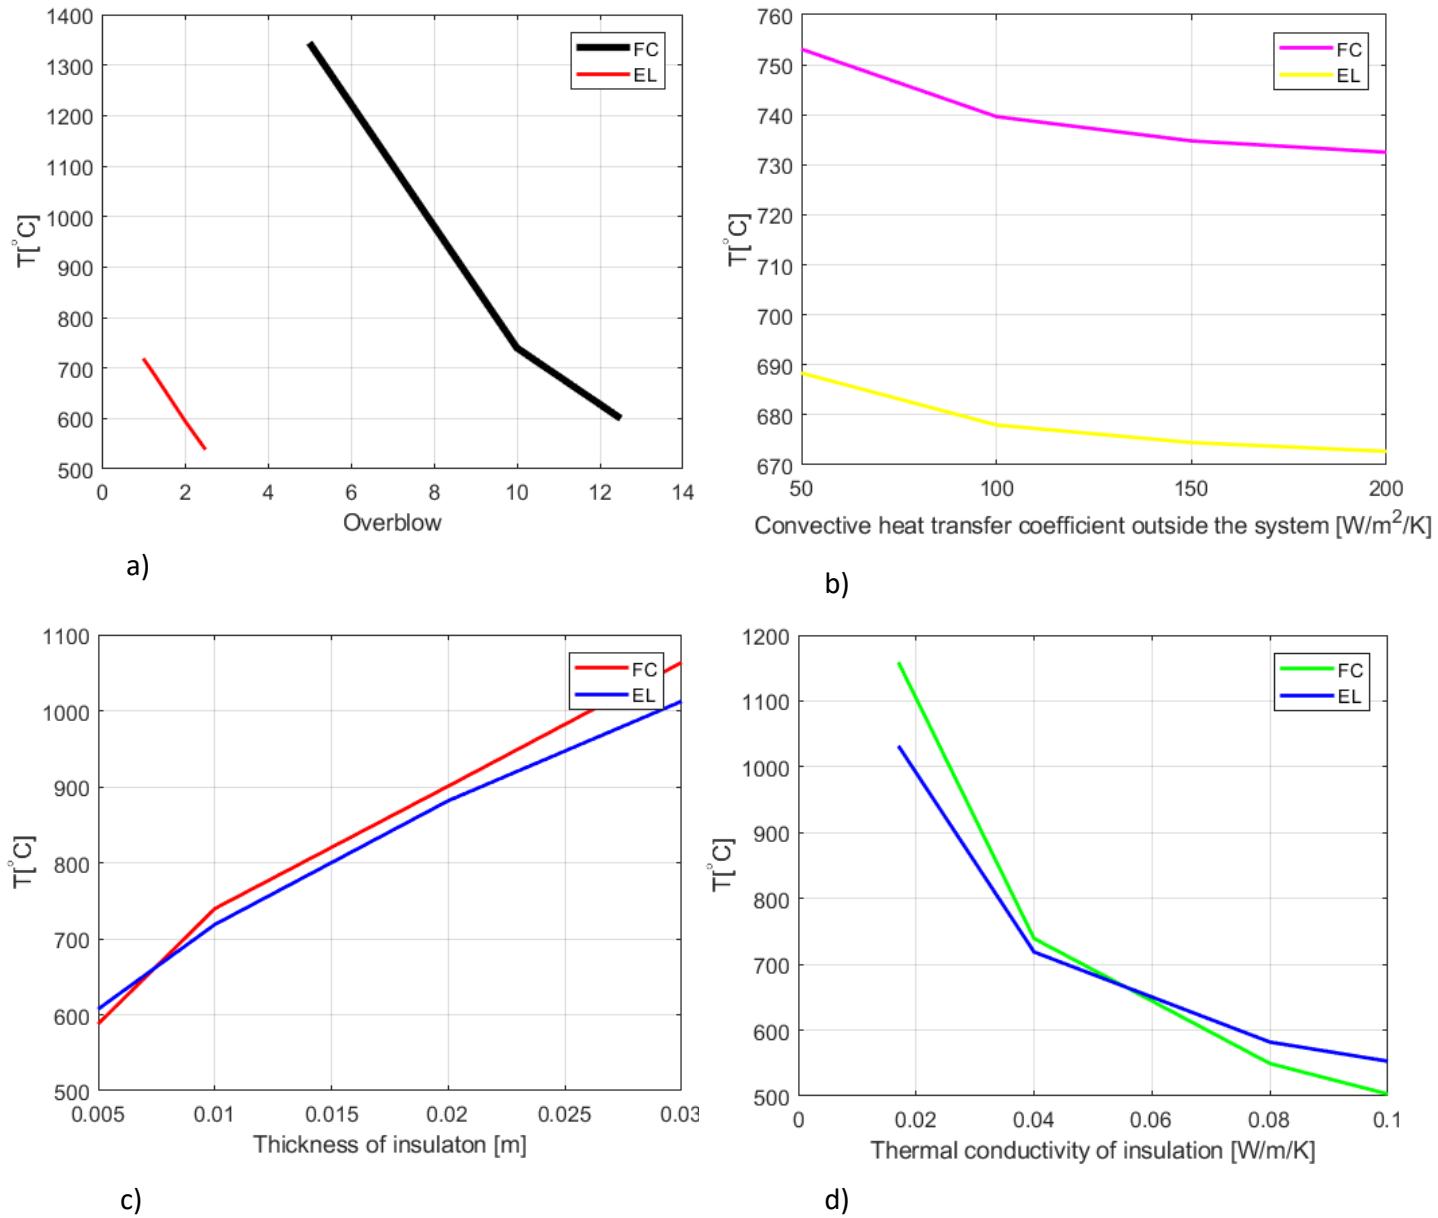 1400
1300
1200
1100
1000
900
800
700
600
500
T[°C]
0 2 4 6 8 10 12 14
Overblow
FC
EL
a)
760
750
740
730
720
710
700
690
680
670
T[°C]
50 100 150 200
Convective heat transfer coefficient outside the system [W/m²/K]
FC
EL
b)
1100
1000
900
800
700
600
500
T[°C]
0.005 0.01 0.015 0.02 0.025 0.03
Thickness of insulaton [m]
FC
EL
c)
1200
1100
1000
900
800
700
600
500
T[°C]
0 0.02 0.04 0.06 0.08 0.1
Thermal conductivity of insulation [W/m/K]
FC
EL
d)